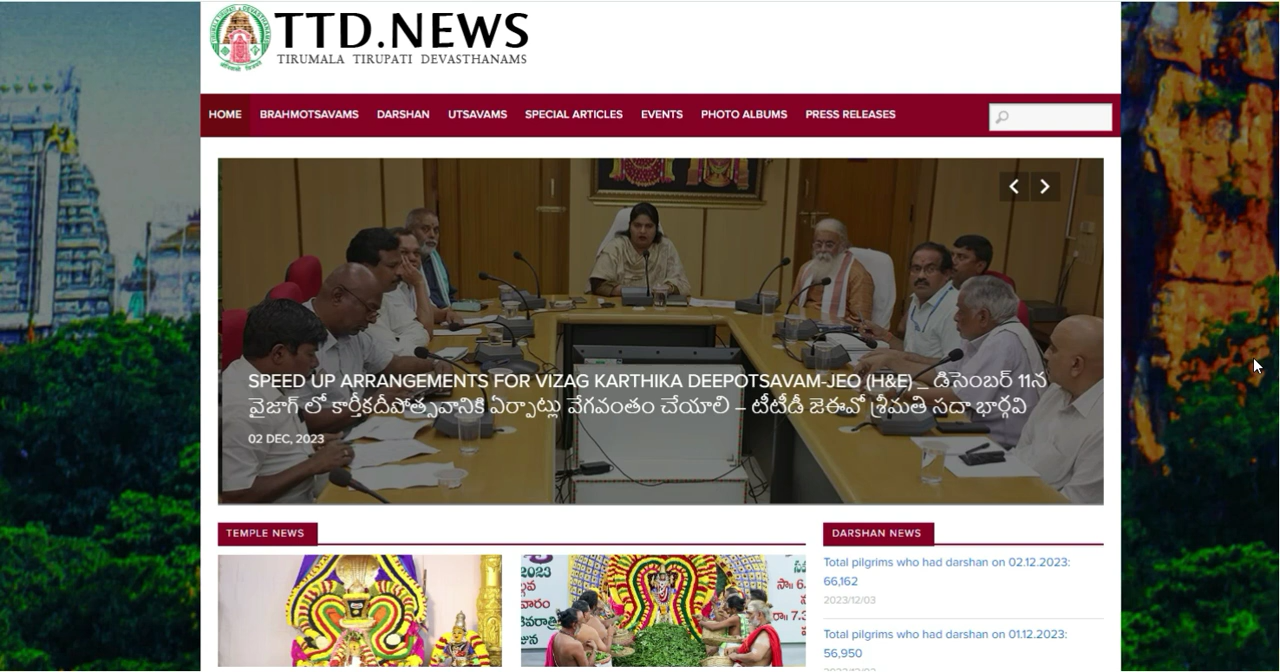 TTD.NEWS
TIRUMALA TIRUPATI DEVASTHANAMS
HOME BRAHMOTSAVAMS DARSHAN UTSAVAMS SPECIAL ARTICLES EVENTS PHOTO ALBUMS PRESS RELEASES
SPEED UP ARRANGEMENTS FOR VIZAG KARTHIKA DEEPOTSAVAM-JEO (H&E) _ డిసెంబర్ 11న
వైజాగ్ లో కార్తీకదీపోత్సవానికి ఏర్పాట్లు వేగవంతం చేయాలి – టీటీడీ జెఈవో శ్రీమతి సదా భార్గవి
02 DEC, 2023
TEMPLE NEWS
2023
DARSHAN NEWS
Total pilgrims who had darshan on 02.12.2023:
66,162
2023/12/03
Total pilgrims who had darshan on 01.12.2023:
56,950